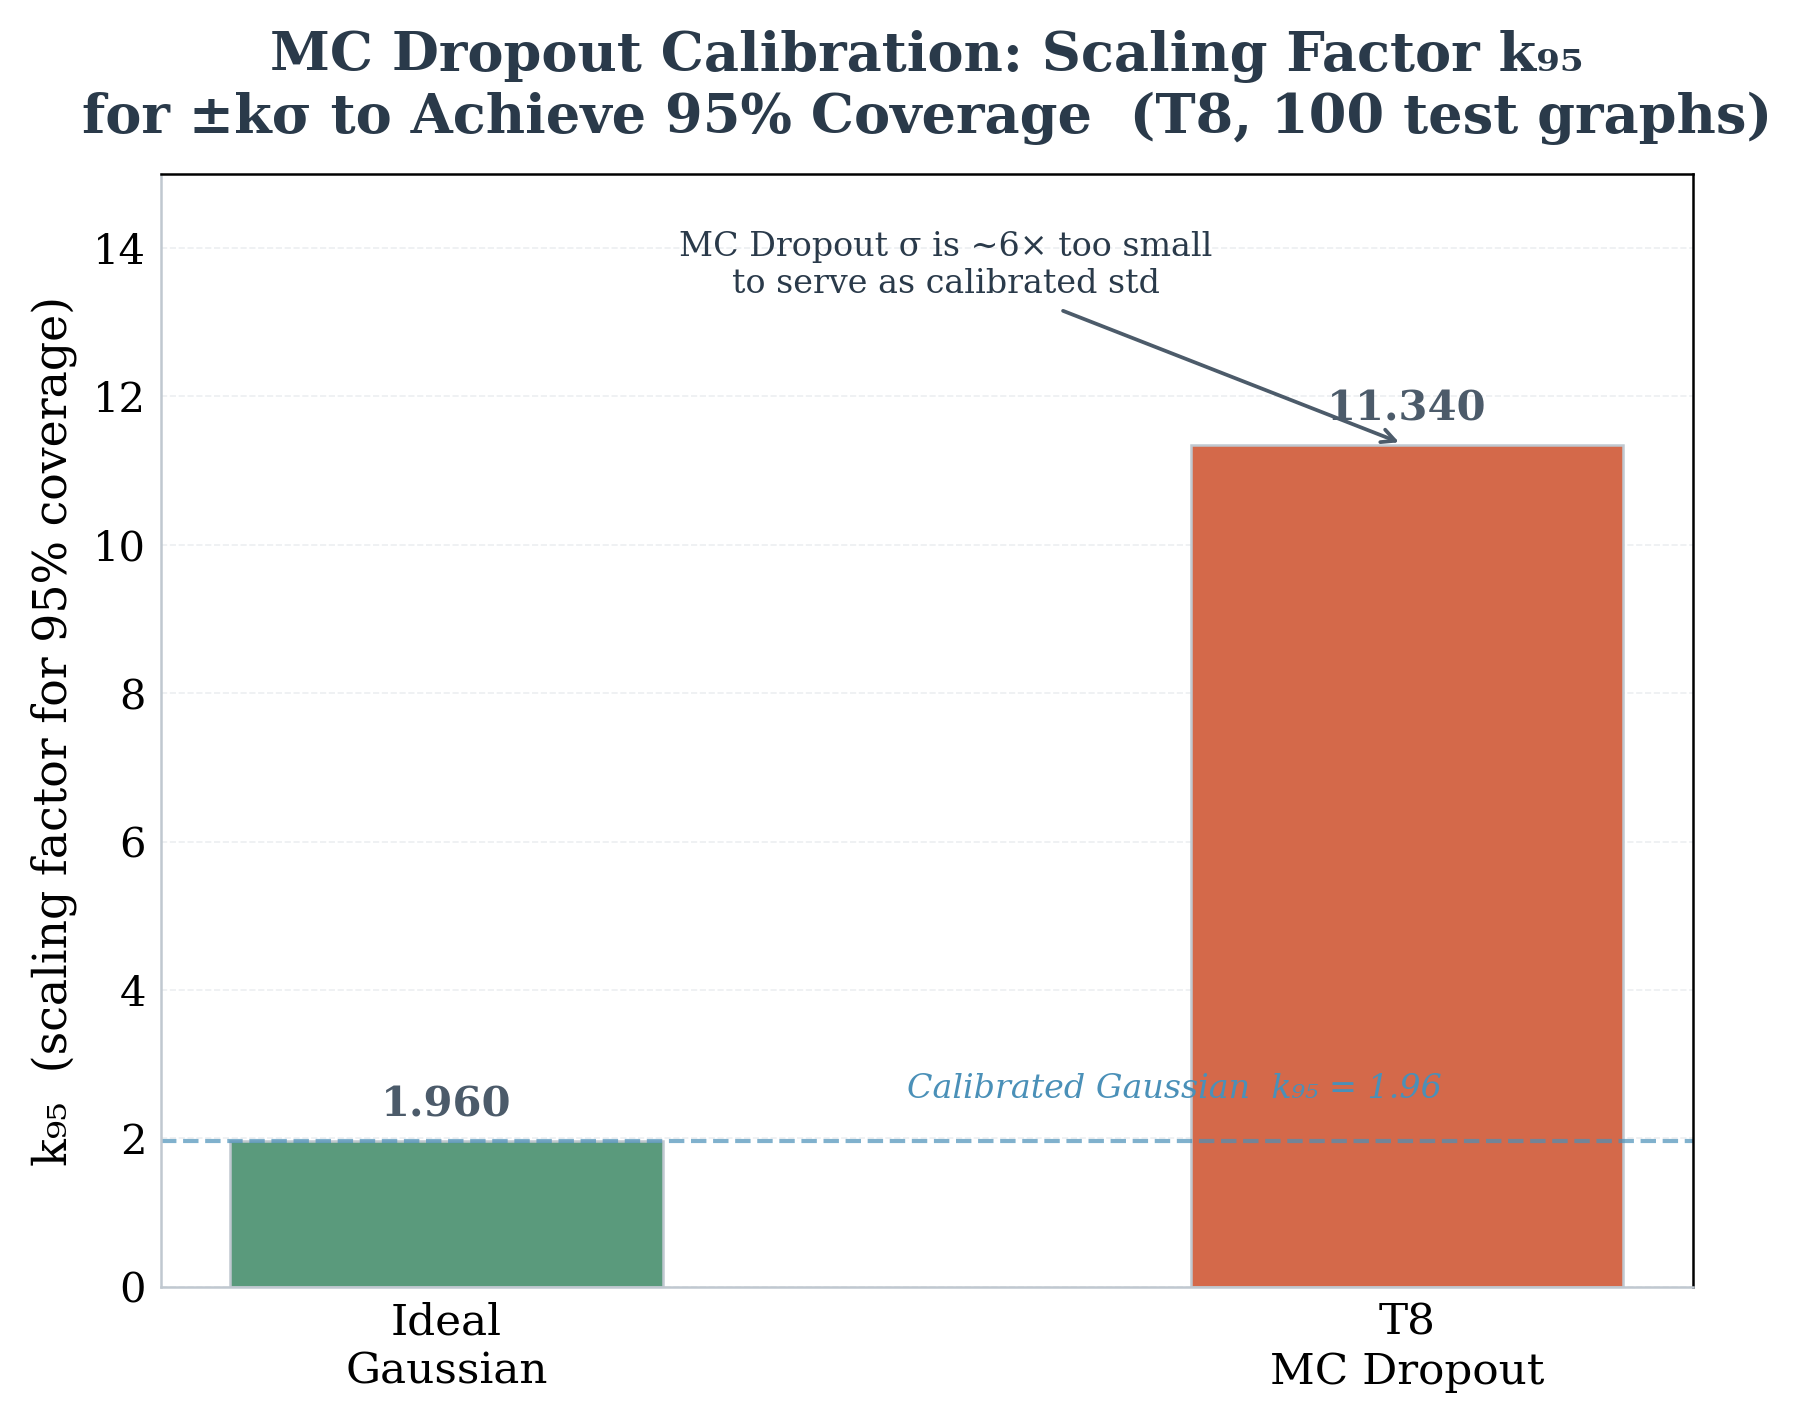 MC Dropout Calibration: Scaling Factor k₉₅
for ±kσ to Achieve 95% Coverage  (T8, 100 test graphs)
k₉₅  (scaling factor for 95% coverage)
14
12
10
8
6
4
2
0
MC Dropout σ is ~6× too small
to serve as calibrated std
11.340
Calibrated Gaussian  k₉₅ = 1.96
1.960
Ideal
Gaussian
T8
MC Dropout